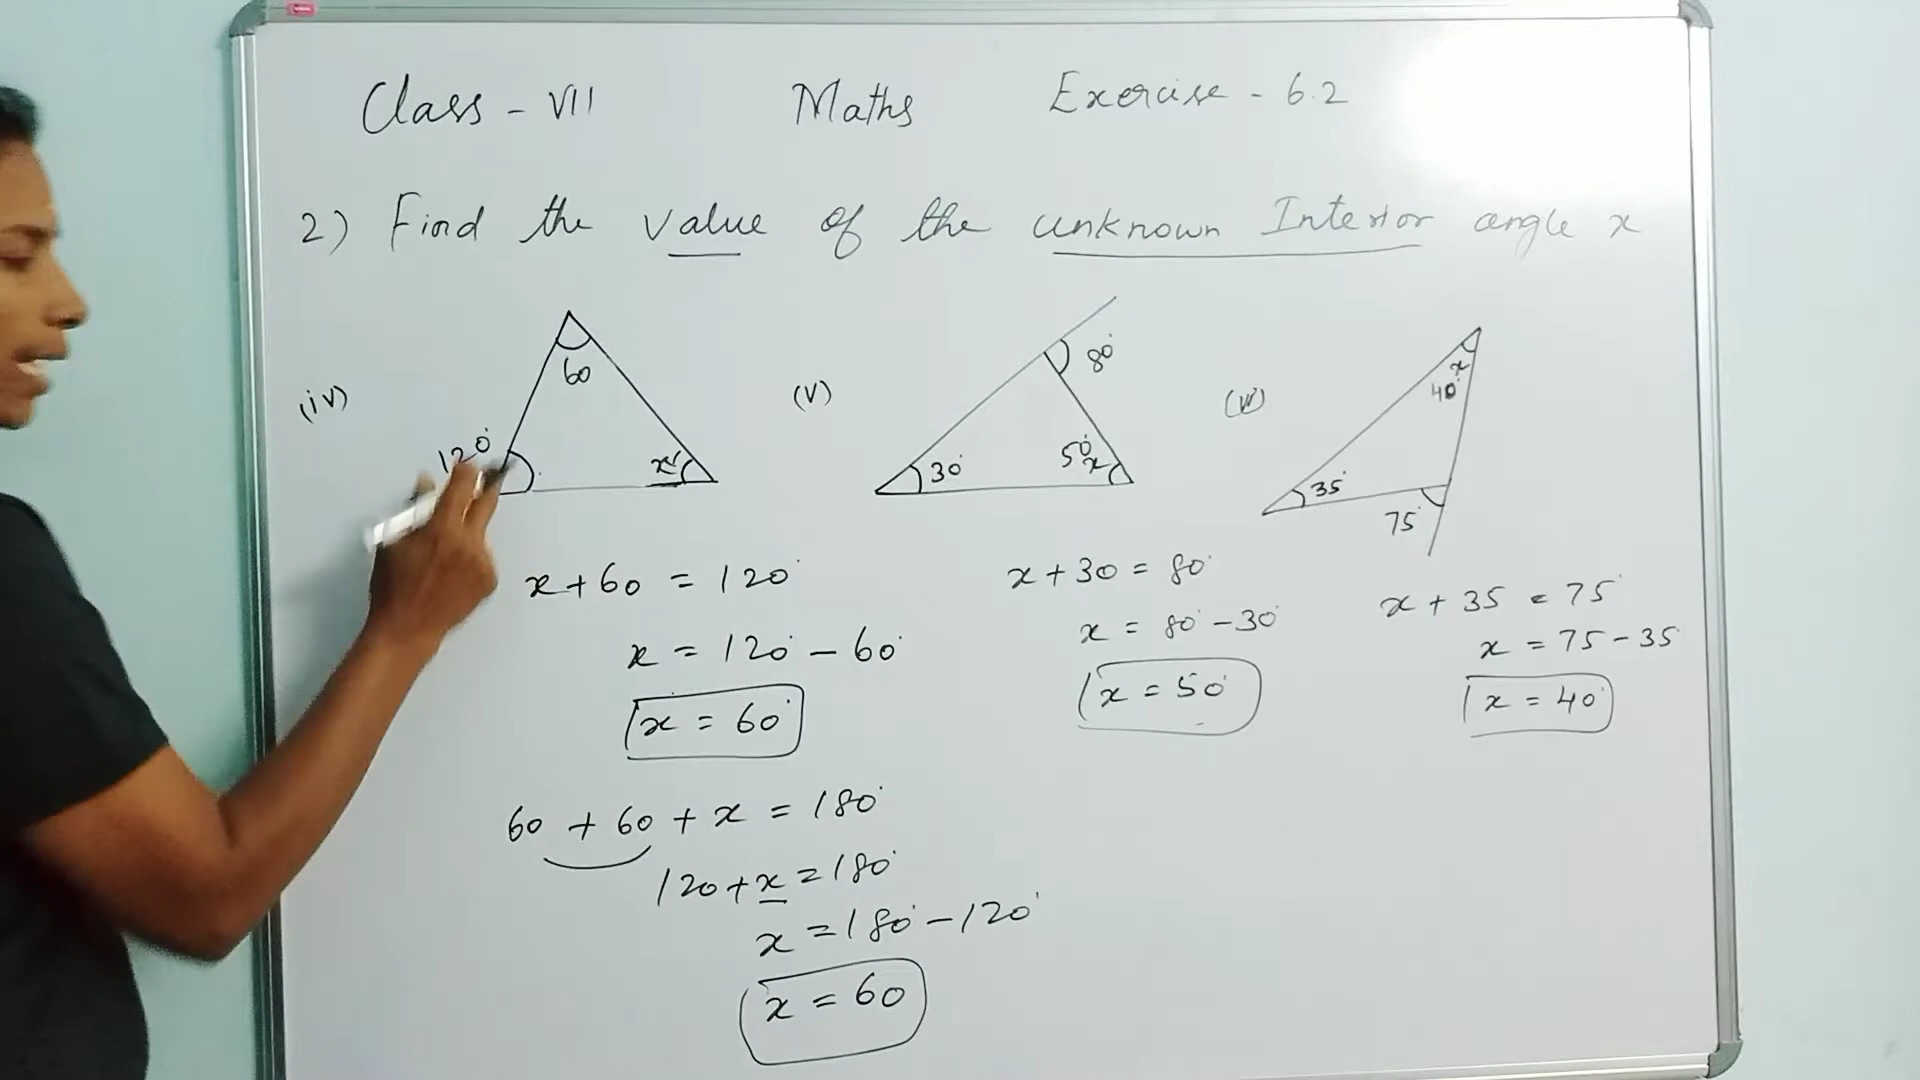 Class - VII Maths Exercise - 6.2
2) Find the value of the unknown Interior angle x
(iv) 60 120° x
(v) 80° 30° 50° x
(vi) x 40° 35° 75°
x + 60 = 120°
x = 120° - 60°
x = 60°
60 + 60 + x = 180°
120 + x = 180°
x = 180° - 120°
x = 60
x + 30 = 80°
x = 80° - 30°
x = 50°
x + 35 = 75°
x = 75 - 35°
x = 40°